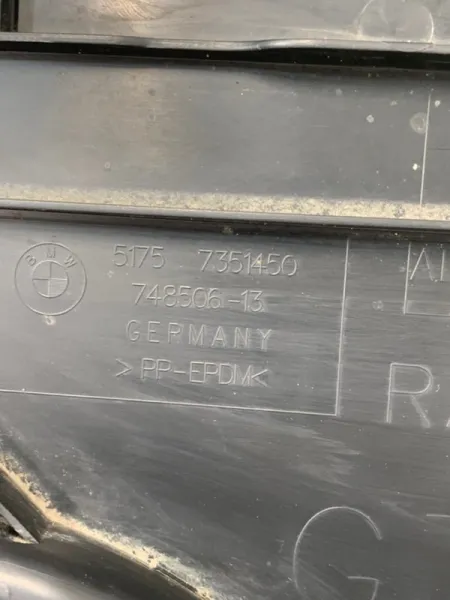 BMW
5175 7351450
748506-13
GERMANY
>PP-EPDM<